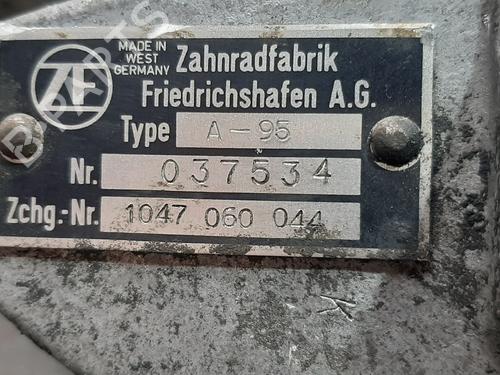 ZF
MADE IN
WEST
GERMANY
Zahnradfabrik
Friedrichshafen A.G.
Type A-95
Nr. 037534
Zchg.-Nr. 1047 060 044
K